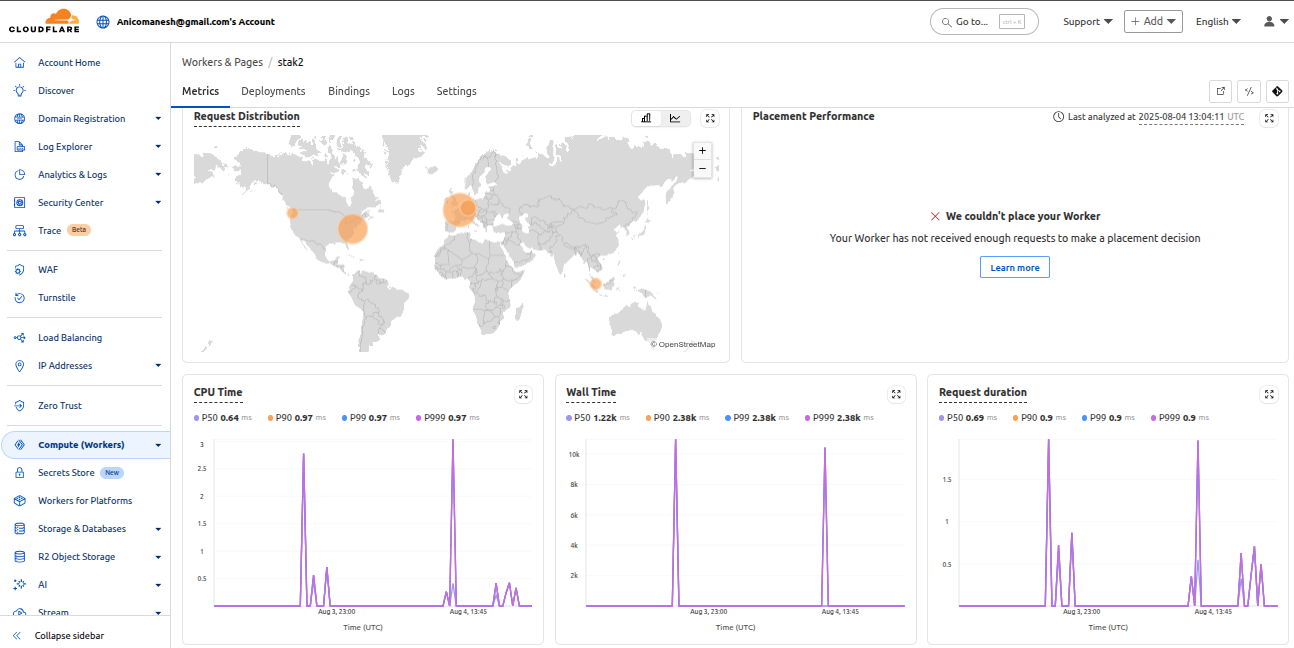 CLOUDFLARE
Anicomanesh@gmail.com's Account
Go to... ctrl + K
Support
+ Add
English
Account Home
Discover
Domain Registration
Log Explorer
Analytics & Logs
Security Center
Trace Beta
WAF
Turnstile
Load Balancing
IP Addresses
Zero Trust
Compute (Workers)
Secrets Store New
Workers for Platforms
Storage & Databases
R2 Object Storage
AI
Stream
Collapse sidebar
Workers & Pages / stak2
Metrics Deployments Bindings Logs Settings
Request Distribution
+
−
© OpenStreetMap
Placement Performance
Last analyzed at 2025-08-04 13:04:11 UTC
We couldn't place your Worker
Your Worker has not received enough requests to make a placement decision
Learn more
CPU Time
P50 0.64 ms P90 0.97 ms P99 0.97 ms P999 0.97 ms
3
2.5
2
1.5
1
0.5
Aug 3, 23:00 Aug 4, 13:45
Time (UTC)
Wall Time
P50 1.22k ms P90 2.38k ms P99 2.38k ms P999 2.38k ms
10k
8k
6k
4k
2k
Aug 3, 23:00 Aug 4, 13:45
Time (UTC)
Request duration
P50 0.69 ms P90 0.9 ms P99 0.9 ms P999 0.9 ms
1.5
1
0.5
Aug 3, 23:00 Aug 4, 13:45
Time (UTC)